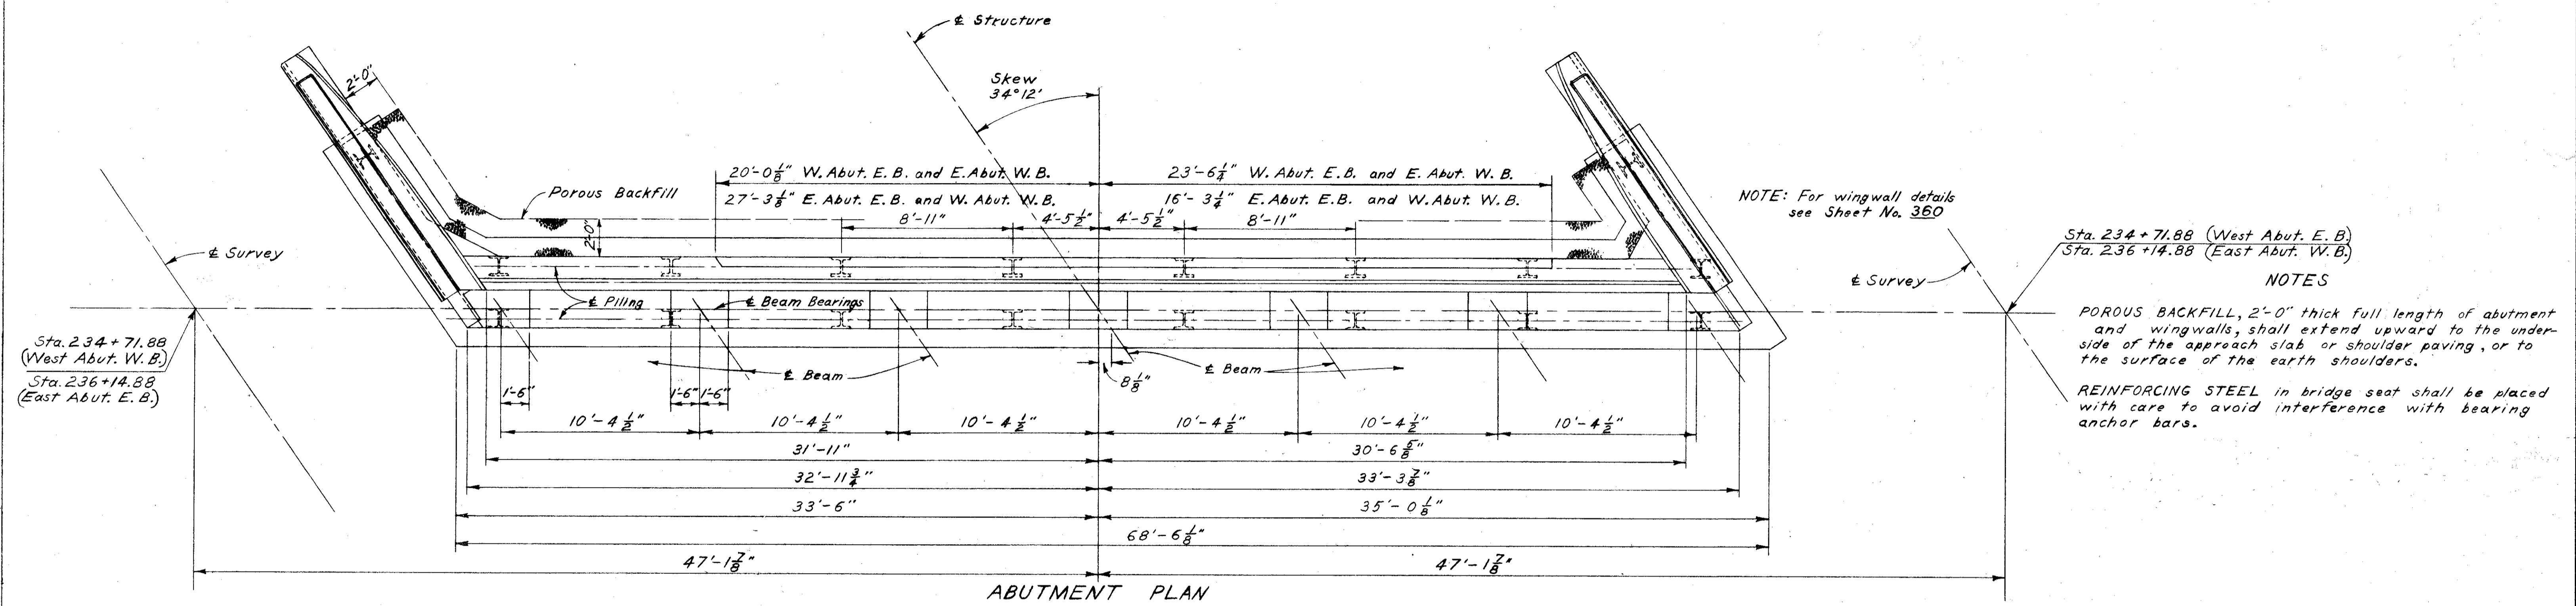 ℄ Structure
Skew
34°12'
2'-0"
20'-0⅛" W. Abut. E.B. and E. Abut. W.B.
23'-6¼" W. Abut. E.B. and E. Abut. W.B.
27'-3⅛" E. Abut. E.B. and W. Abut. W.B.
16'-3¼" E. Abut. E.B. and W. Abut. W.B.
Porous Backfill
8'-11"
4'-5½"
4'-5½"
8'-11"
2'-0"
NOTE: For wingwall details
see Sheet No. 360
℄ Survey
℄ Survey
Sta. 234+71.88 (West Abut. E.B.)
Sta. 236+14.88 (East Abut. W.B.)
℄ Piling
℄ Beam Bearings
Sta. 234+71.88
(West Abut. W.B.)
Sta. 236+14.88
(East Abut. E.B.)
℄ Beam
℄ Beam
8⅛"
1'-6"
1'-6"
1'-6"
10'-4½"
10'-4½"
10'-4½"
10'-4½"
10'-4½"
10'-4½"
31'-11"
30'-6⅝"
32'-11¾"
33'-3⅞"
33'-6"
35'-0⅛"
68'-6⅛"
47'-1⅞"
47'-1⅞"
ABUTMENT PLAN
NOTES
POROUS BACKFILL, 2'-0" thick full length of abutment
and wingwalls, shall extend upward to the under-
side of the approach slab or shoulder paving, or to
the surface of the earth shoulders.
REINFORCING STEEL in bridge seat shall be placed
with care to avoid interference with bearing
anchor bars.